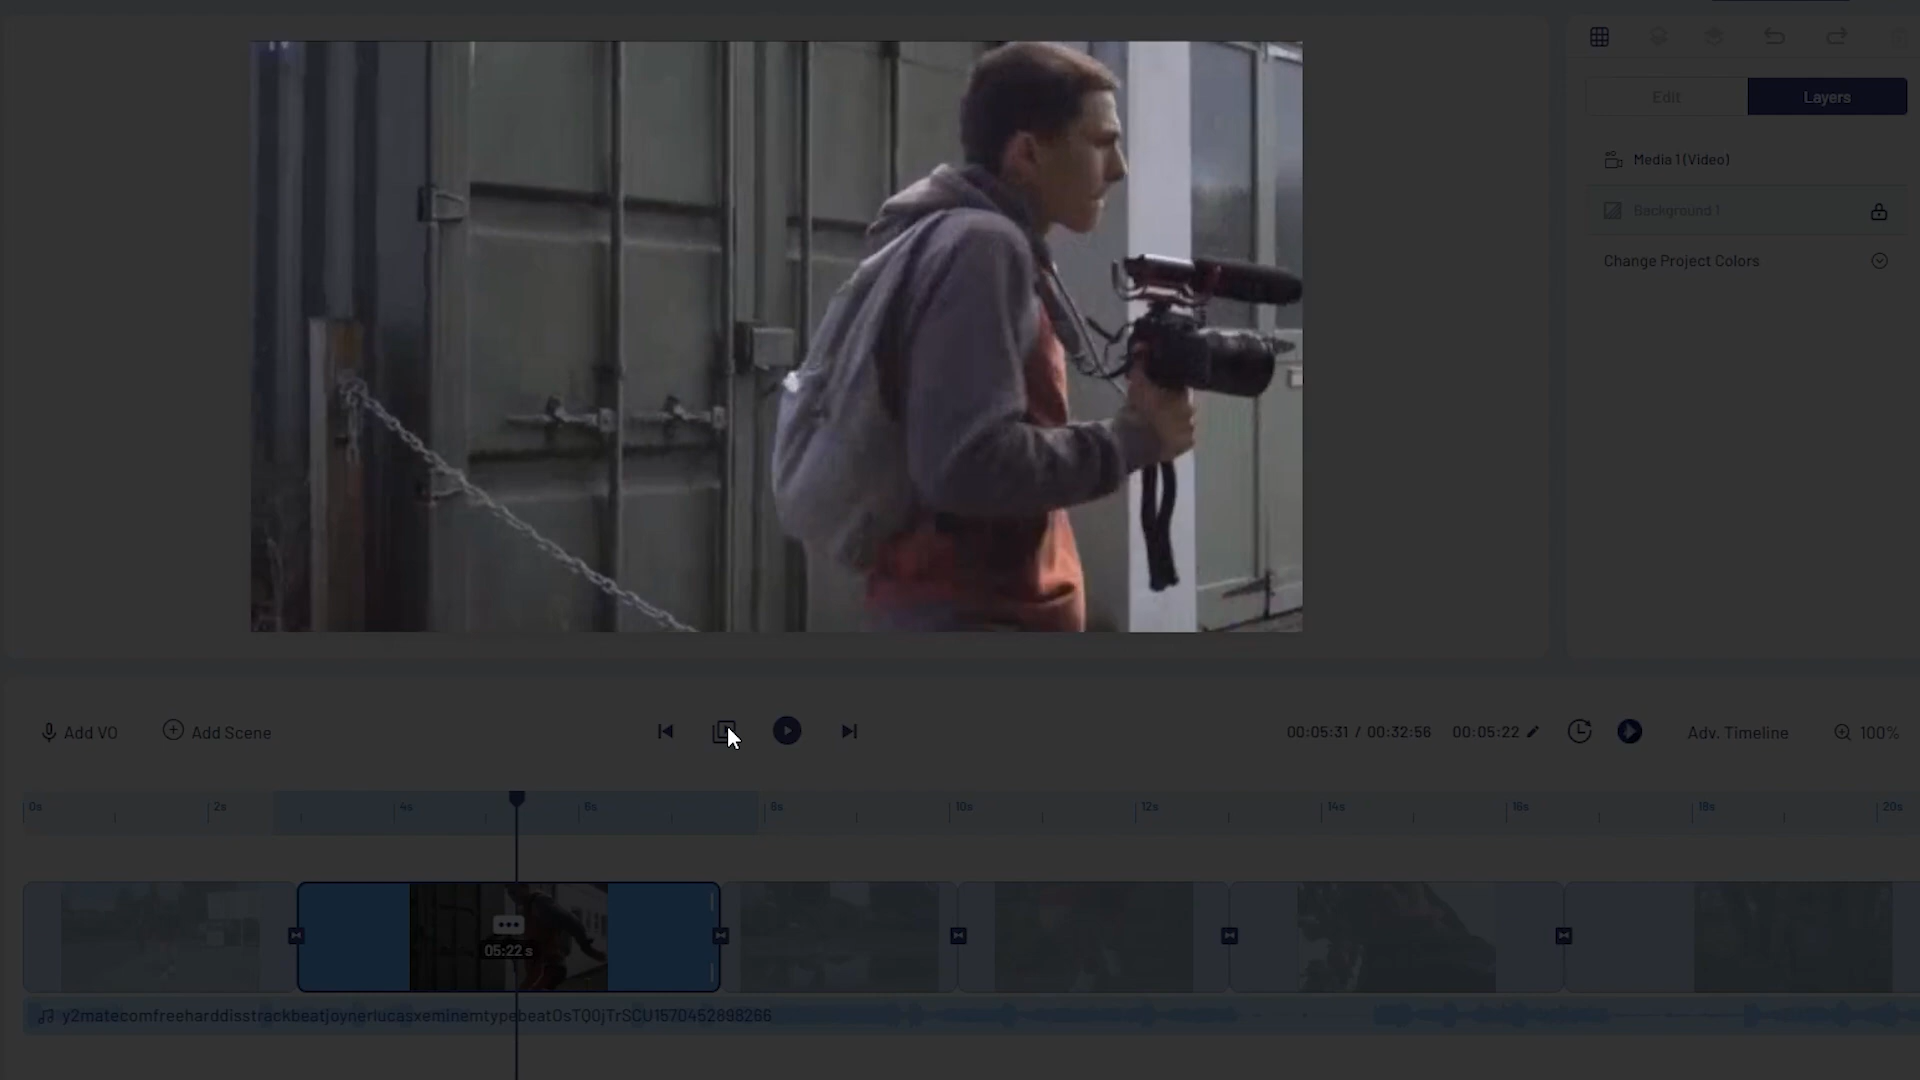 Edit
Layers
Media 1 (Video)
Background 1
Change Project Colors
Add VO
Add Scene
00:05:31 / 00:32:56
00:05:22
Adv. Timeline
100%
0s
2s
4s
6s
8s
10s
12s
14s
16s
18s
20s
05:22 s
y2matecomfreeharddisstrackbeatjoynerlucasxeminemtypebeatOsTQ0jTrSCU1570452898266